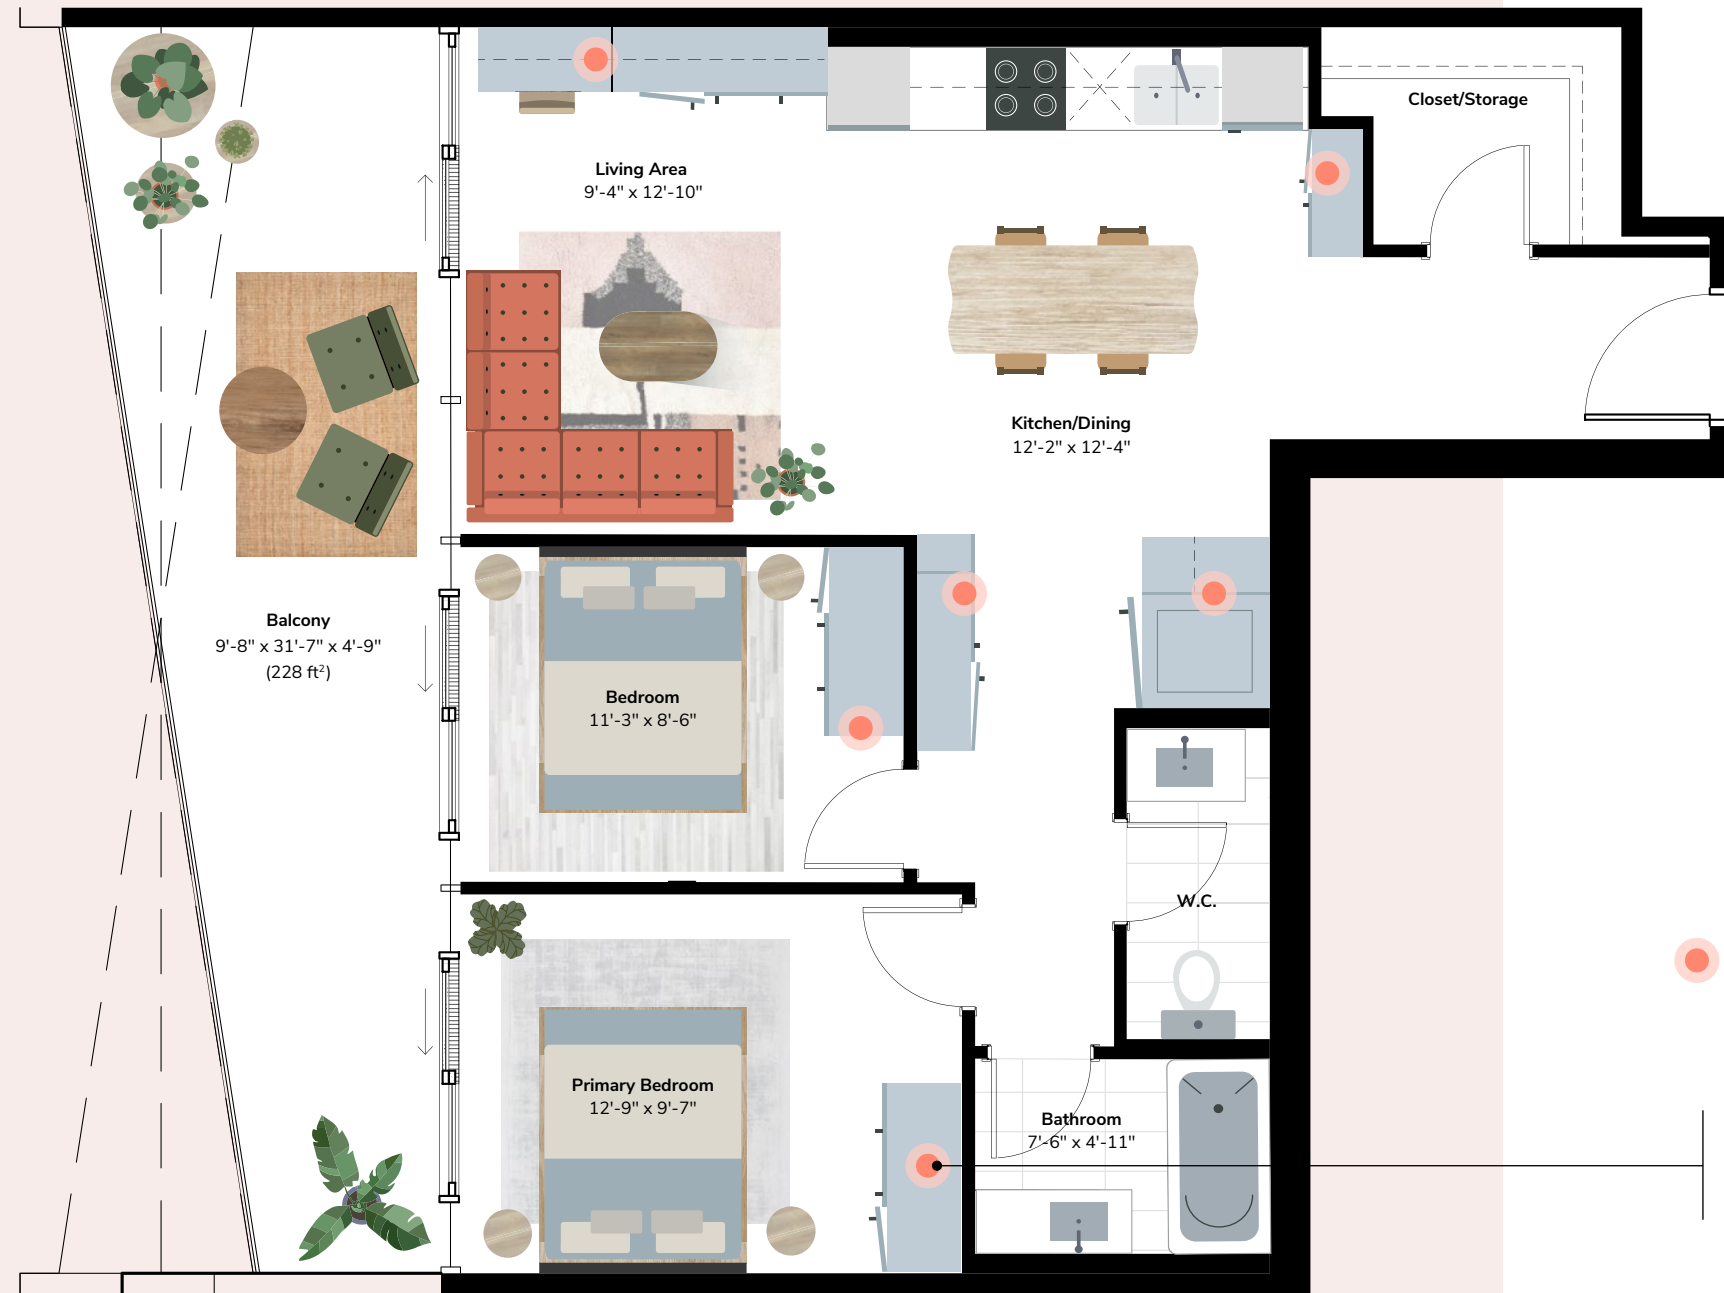 Closet/Storage
Living Area
9'-4" x 12'-10"
Kitchen/Dining
12'-2" x 12'-4"
Balcony
9'-8" x 31'-7" x 4'-9"
(228 ft²)
Bedroom
11'-3" x 8'-6"
W.C.
Primary Bedroom
12'-9" x 9'-7"
Bathroom
7'-6" x 4'-11"